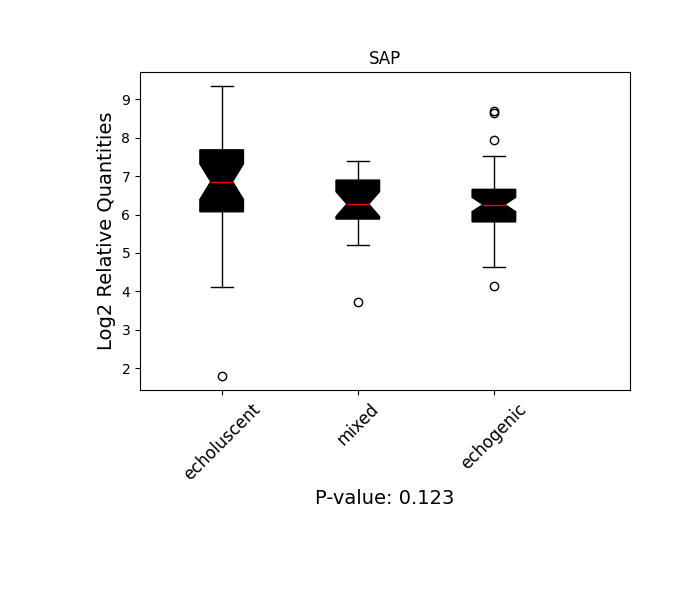 SAP
Log2 Relative Quantities
9
8
7
6
5
4
3
2
echoluscent
mixed
echogenic
P-value: 0.123